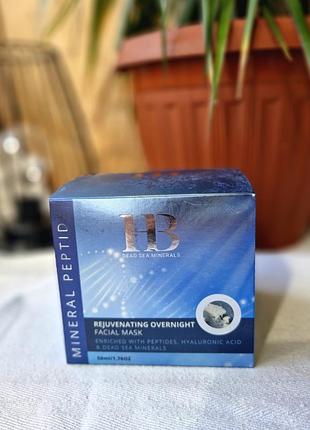 HB
DEAD SEA MINERALS
MINERAL PEPTID
REJUVENATING OVERNIGHT
FACIAL MASK
ENRICHED WITH PEPTIDES, HYALURONIC ACID
& DEAD SEA MINERALS
50ml/1.76OZ